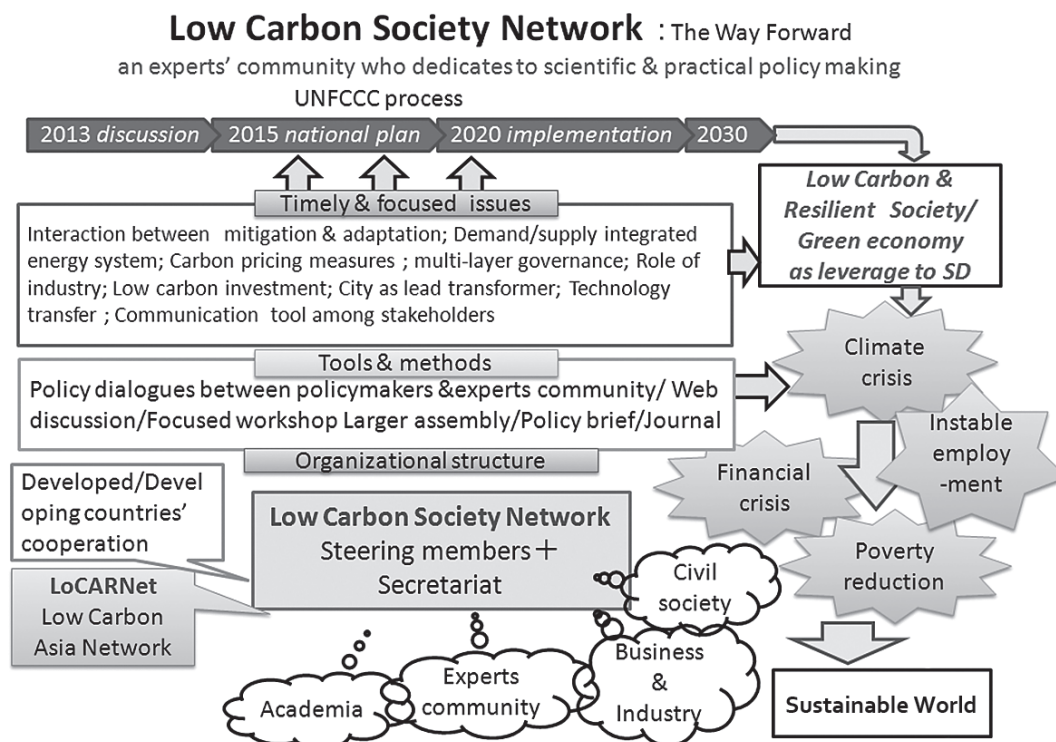 Low Carbon Society Network : The Way Forward
an experts' community who dedicates to scientific & practical policy making
UNFCCC process
2013 discussion 2015 national plan 2020 implementation 2030
Low Carbon &
Resilient Society/
Green economy
as leverage to SD
Timely & focused issues
Interaction between mitigation & adaptation; Demand/supply integrated
energy system; Carbon pricing measures ; multi-layer governance; Role of
industry; Low carbon investment; City as lead transformer; Technology
transfer ; Communication tool among stakeholders
Tools & methods
Policy dialogues between policymakers &experts community/ Web
discussion/Focused workshop Larger assembly/Policy brief/Journal
Climate
crisis
Instable
employ
-ment
Financial
crisis
Poverty
reduction
Sustainable World
Organizational structure
Developed/Devel
oping countries'
cooperation
LoCARNet
Low Carbon
Asia Network
Low Carbon Society Network
Steering members＋
Secretariat
Civil
society
Business
&
Industry
Experts
community
Academia